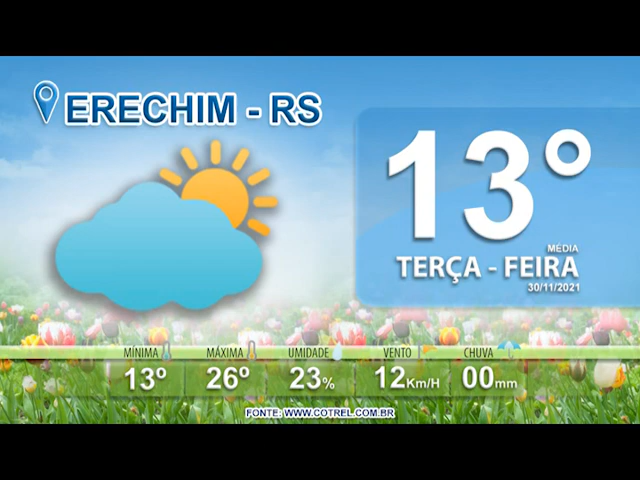 ERECHIM - RS
13°
MÉDIA
TERÇA - FEIRA
30/11/2021
MÍNIMA MÁXIMA UMIDADE VENTO CHUVA
13º 26º 23% 12Km/H 00mm
FONTE: WWW.COTREL.COM.BR